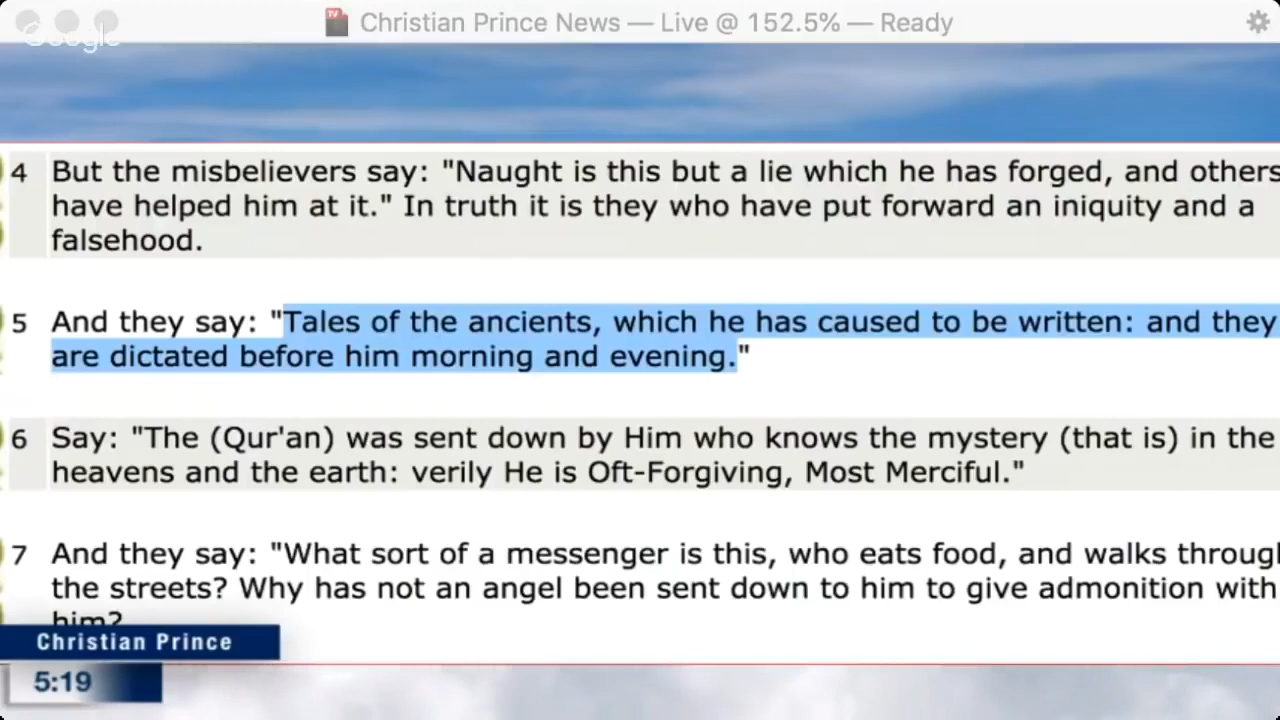 Christian Prince News — Live @ 152.5% — Ready
Google
4 But the misbelievers say: "Naught is this but a lie which he has forged, and others
have helped him at it." In truth it is they who have put forward an iniquity and a
falsehood.
5 And they say: "Tales of the ancients, which he has caused to be written: and they
are dictated before him morning and evening."
6 Say: "The (Qur'an) was sent down by Him who knows the mystery (that is) in the
heavens and the earth: verily He is Oft-Forgiving, Most Merciful."
7 And they say: "What sort of a messenger is this, who eats food, and walks through
the streets? Why has not an angel been sent down to him to give admonition with
him?
Christian Prince
5:19